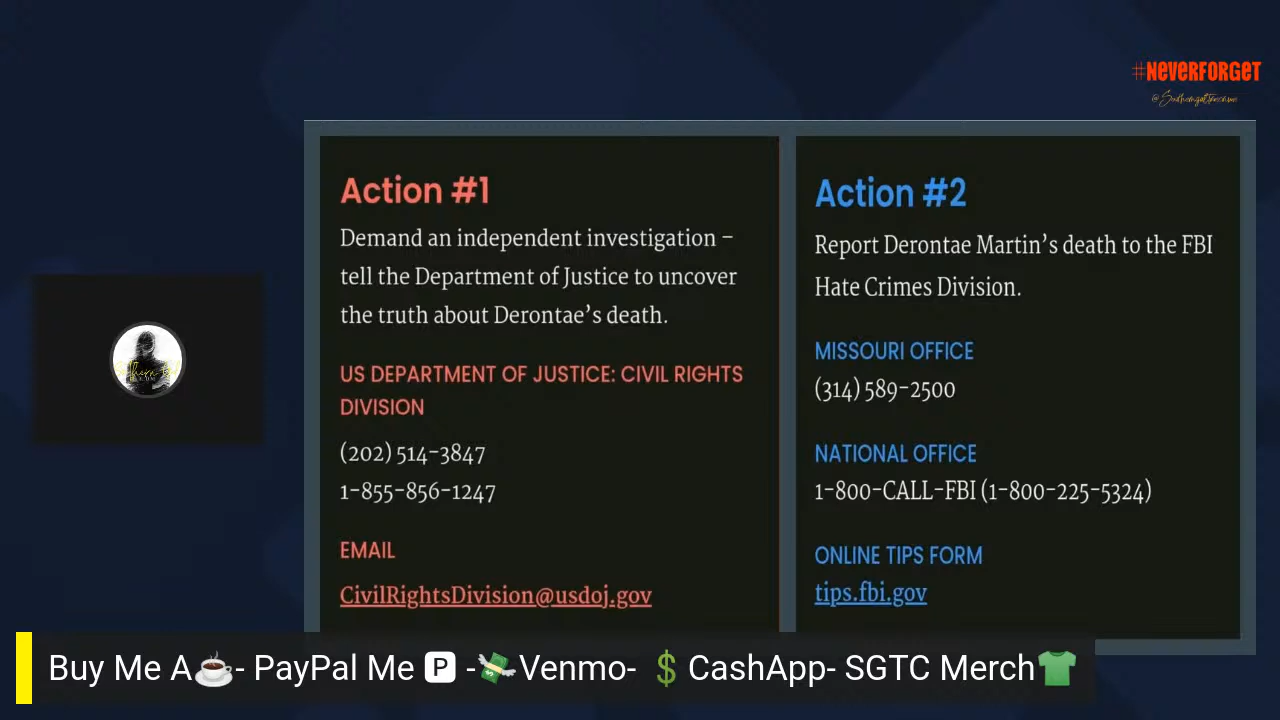 #NEVERFORGET
Action #1
Demand an independent investigation –
tell the Department of Justice to uncover
the truth about Derontae’s death.
US DEPARTMENT OF JUSTICE: CIVIL RIGHTS
DIVISION
(202) 514-3847
1-855-856-1247
EMAIL
CivilRightsDivision@usdoj.gov
Action #2
Report Derontae Martin’s death to the FBI
Hate Crimes Division.
MISSOURI OFFICE
(314) 589-2500
NATIONAL OFFICE
1-800-CALL-FBI (1-800-225-5324)
ONLINE TIPS FORM
tips.fbi.gov
Buy Me A☕- PayPal Me 🅿 -💸Venmo- 💲CashApp- SGTC Merch👕